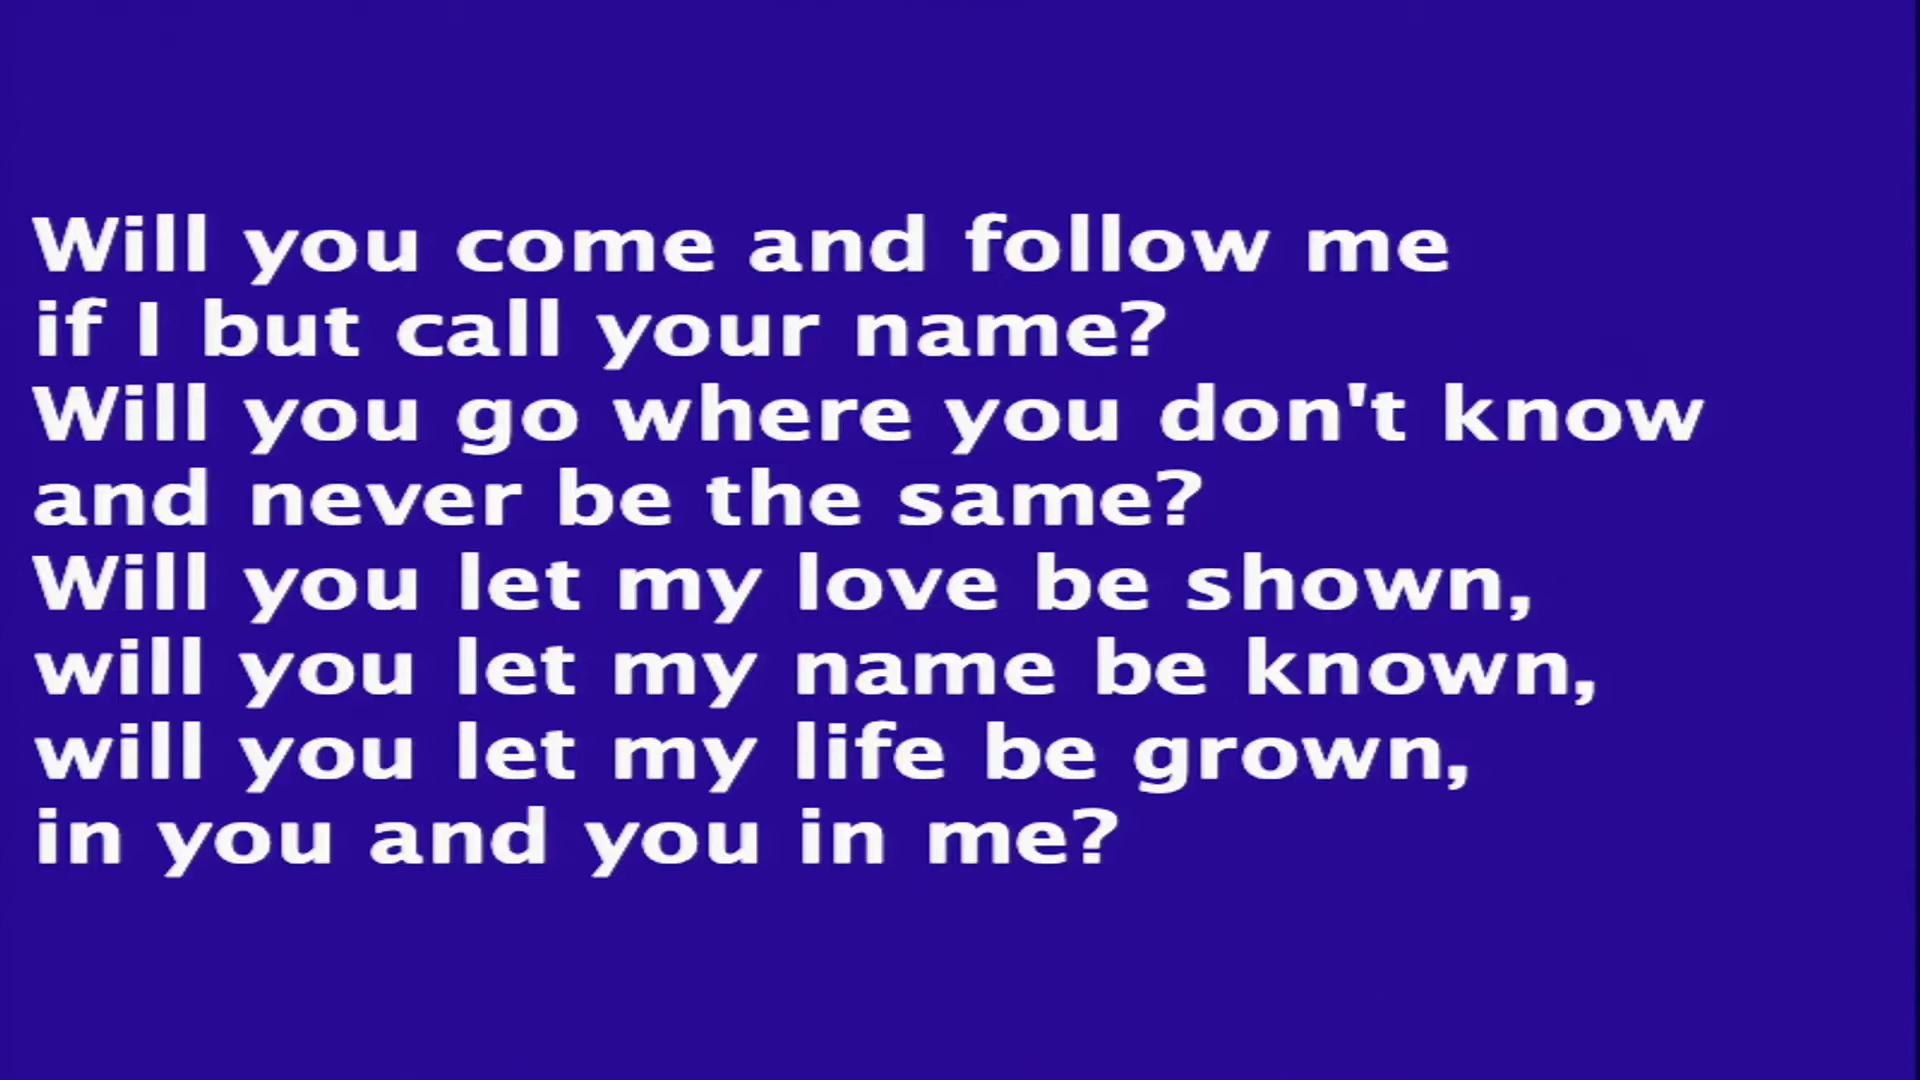 Will you come and follow me
if I but call your name?
Will you go where you don't know
and never be the same?
Will you let my love be shown,
will you let my name be known,
will you let my life be grown,
in you and you in me?